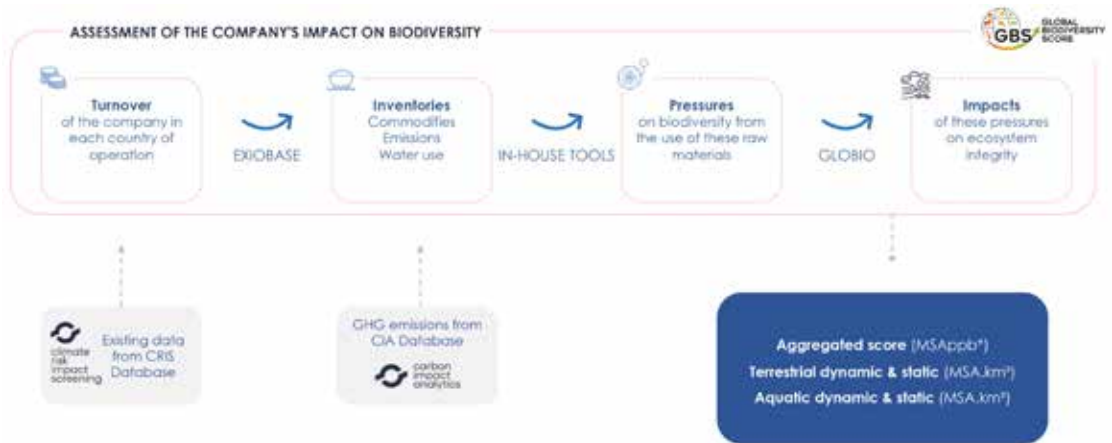 ASSESSMENT OF THE COMPANY'S IMPACT ON BIODIVERSITY
GBS
GLOBAL
BIODIVERSITY
SCORE
Turnover
of the company in
each country of
operation
EXIOBASE
Inventories
Commodities
Emissions
Water use
IN-HOUSE TOOLS
Pressures
on biodiversity from
the use of these raw
materials
GLOBIO
Impacts
of these pressures
on ecosystem
integrity
climate
risk
impact
screening
Existing data
from CRIS
Database
GHG emissions from
CIA Database
carbon
impact
analytics
Aggregated score (MSAppb*)
Terrestrial dynamic & static (MSA.km²)
Aquatic dynamic & static (MSA.km²)